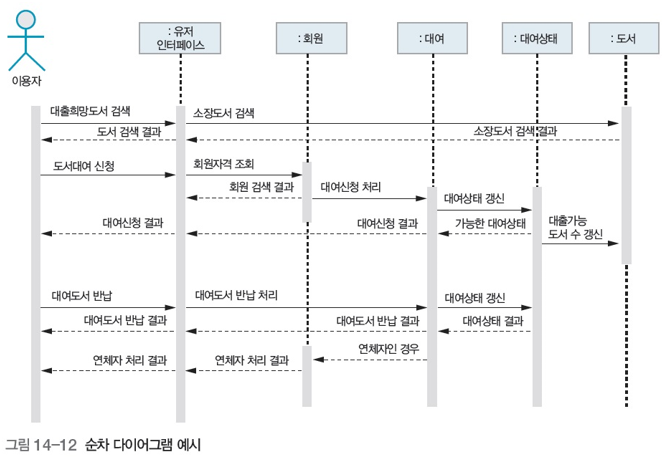 : 유저
인터페이스
: 회원
: 대여
: 대여상태
: 도서
이용자
대출희망도서 검색
소장도서 검색
도서 검색 결과
소장도서 검색 결과
도서대여 신청
회원자격 조회
회원 검색 결과
대여신청 처리
대여상태 갱신
대여신청 결과
대여신청 결과
가능한 대여상태
대출가능
도서 수 갱신
대여도서 반납
대여도서 반납 처리
대여상태 갱신
대여도서 반납 결과
대여도서 반납 결과
대여상태 결과
연체자인 경우
연체자 처리 결과
연체자 처리 결과
그림 14-12 순차 다이어그램 예시